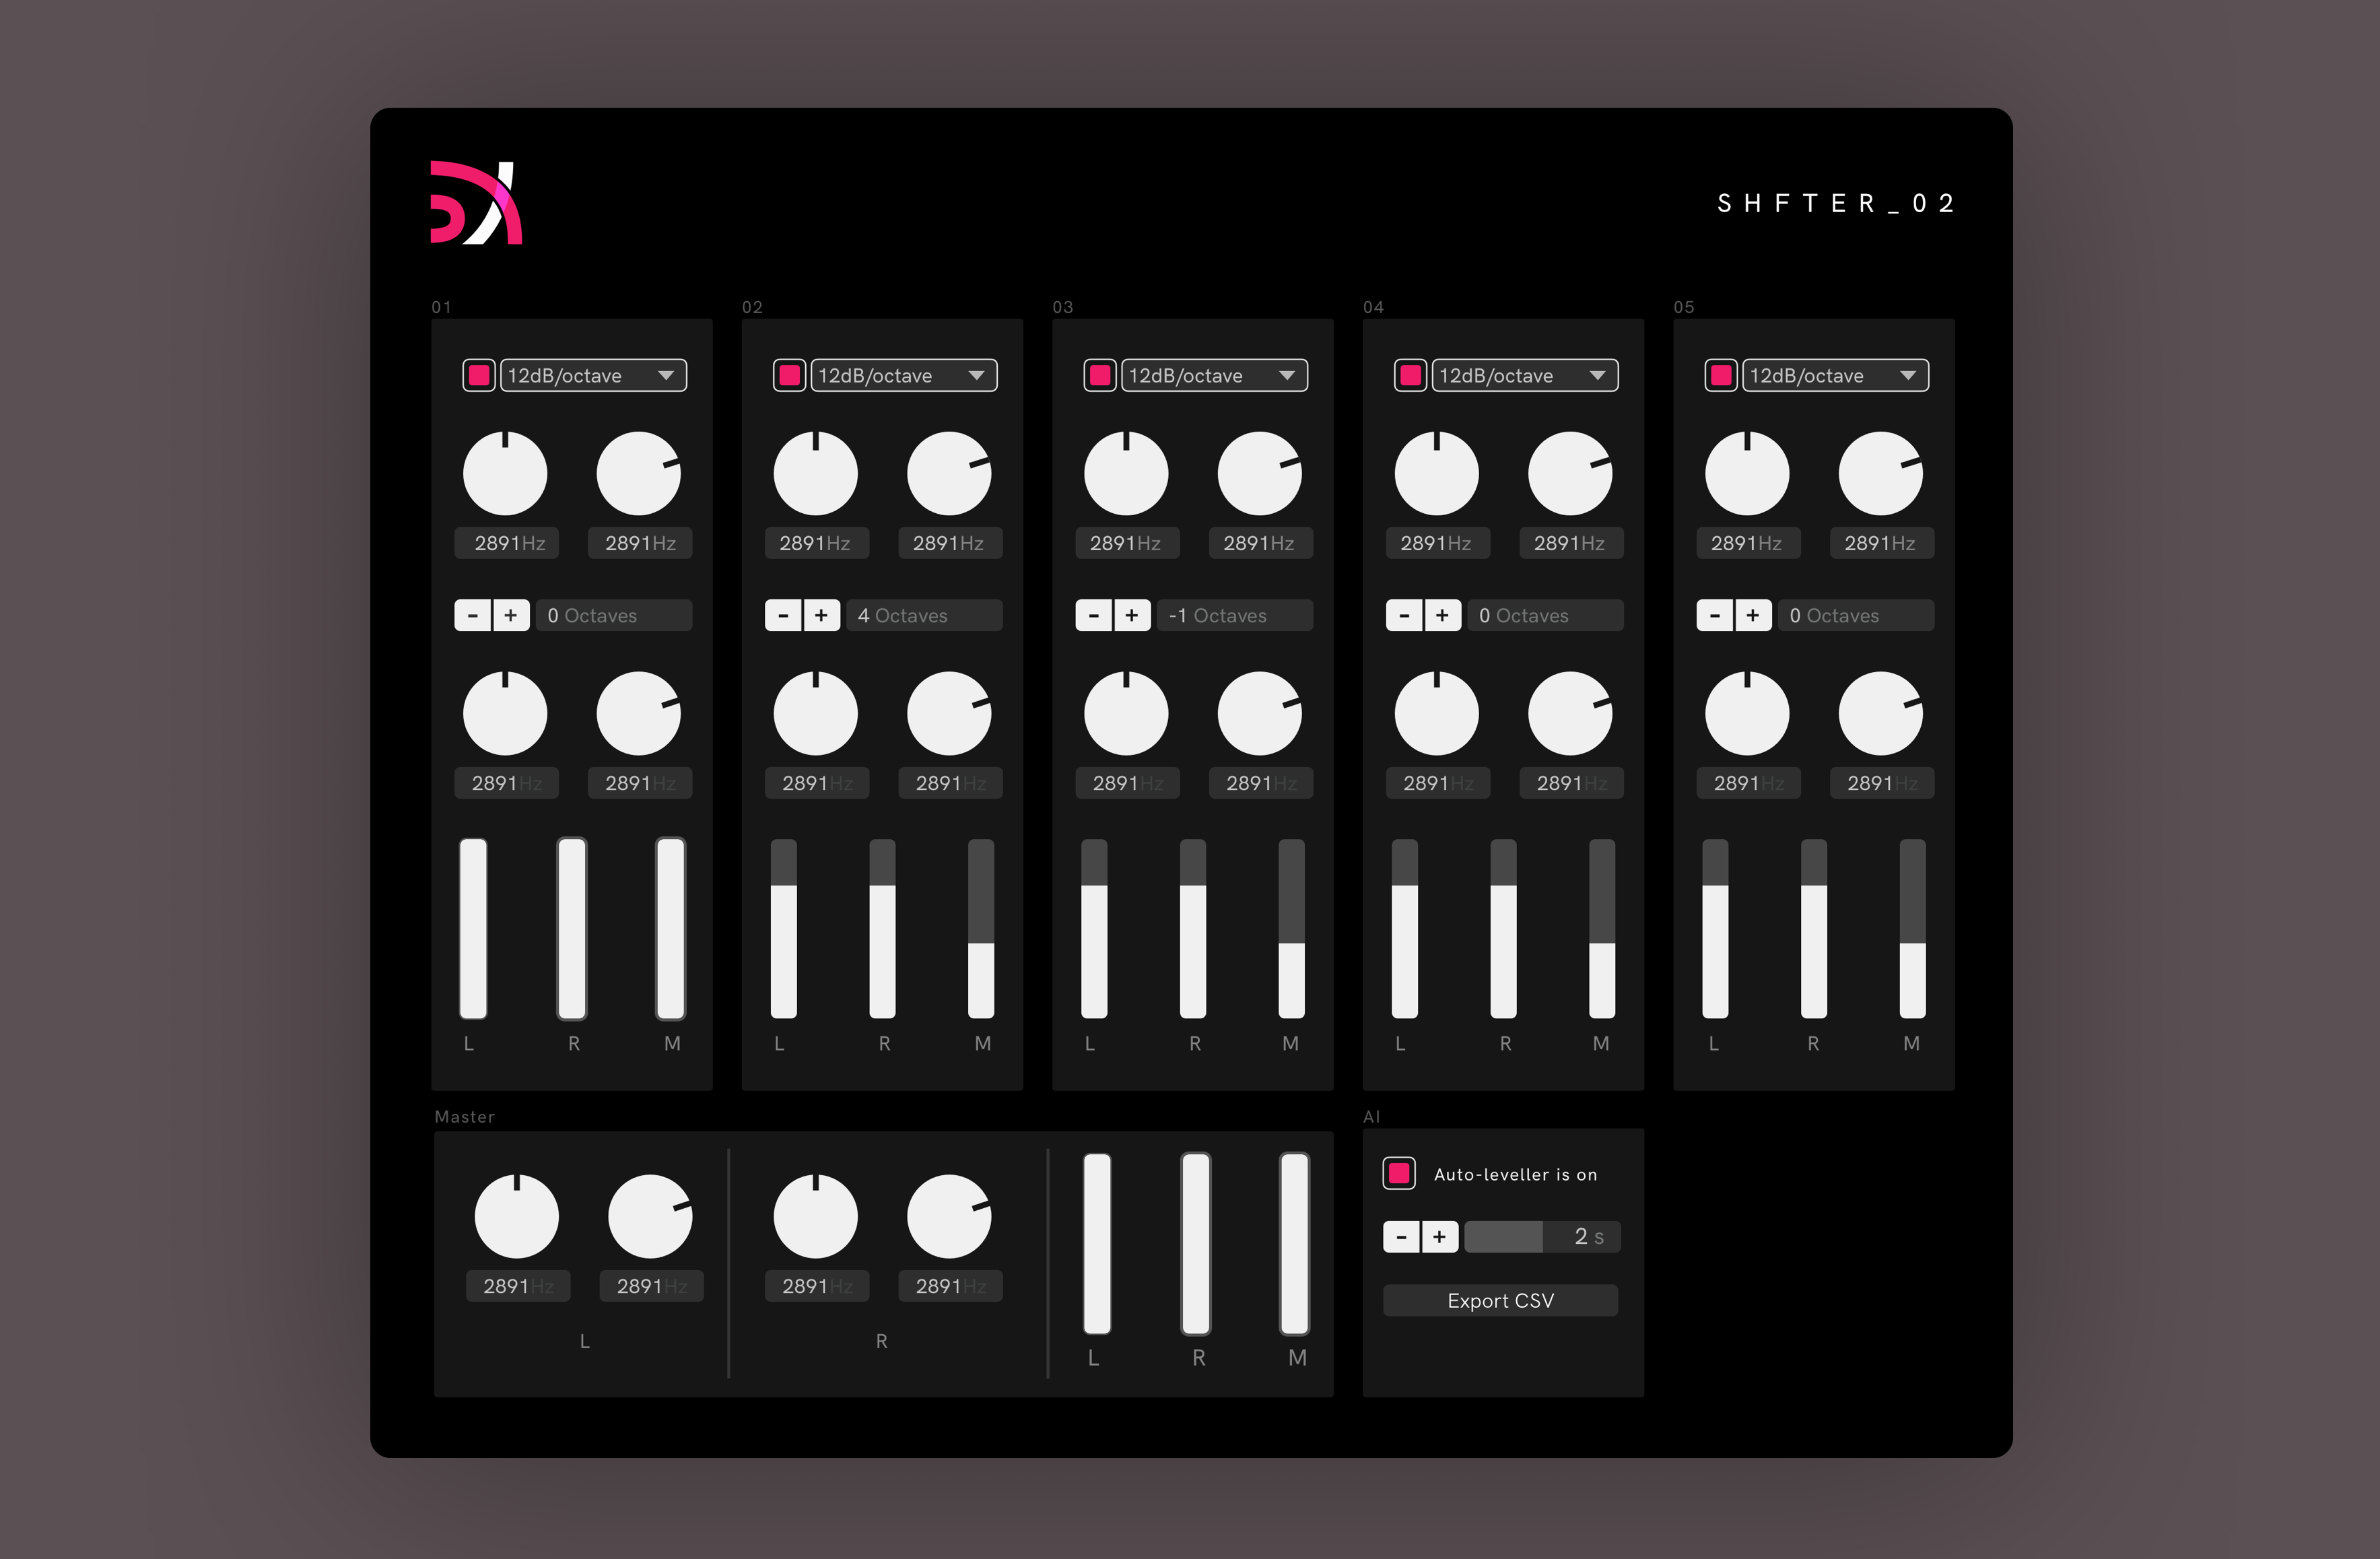 SHFTER_02
01 02 03 04 05
12dB/octave 12dB/octave 12dB/octave 12dB/octave 12dB/octave
2891Hz 2891Hz 2891Hz 2891Hz 2891Hz 2891Hz 2891Hz 2891Hz 2891Hz 2891Hz
- + 0 Octaves - + 4 Octaves - + -1 Octaves - + 0 Octaves - + 0 Octaves
2891Hz 2891Hz 2891Hz 2891Hz 2891Hz 2891Hz 2891Hz 2891Hz 2891Hz 2891Hz
L R M L R M L R M L R M L R M
Master AI
Auto-leveller is on
- + 2 s
2891Hz 2891Hz 2891Hz 2891Hz Export CSV
L R
L R M